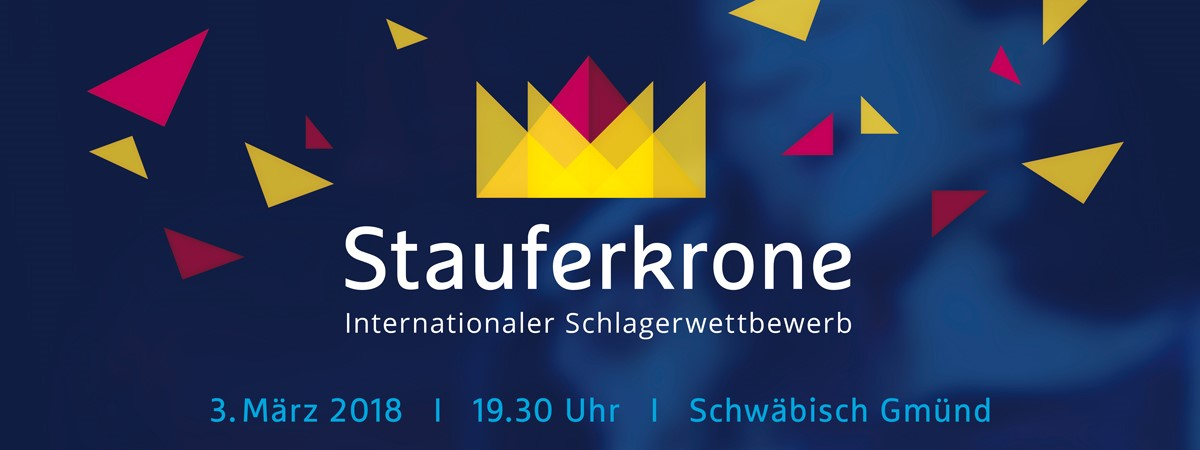 Stauferkrone
Internationaler Schlagerwettbewerb
3. März 2018 | 19.30 Uhr | Schwäbisch Gmünd